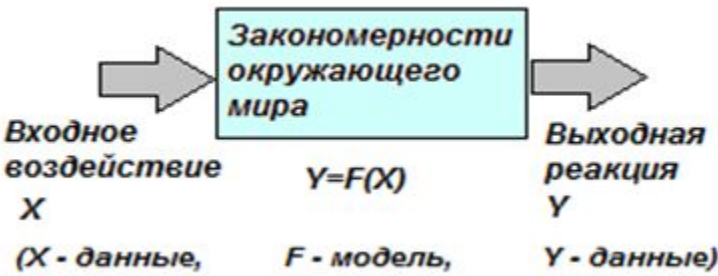 Закономерности
окружающего
мира
Входное
воздействие
X
Y=F(X)
Выходная
реакция
Y
(X - данные, F - модель, Y - данные)